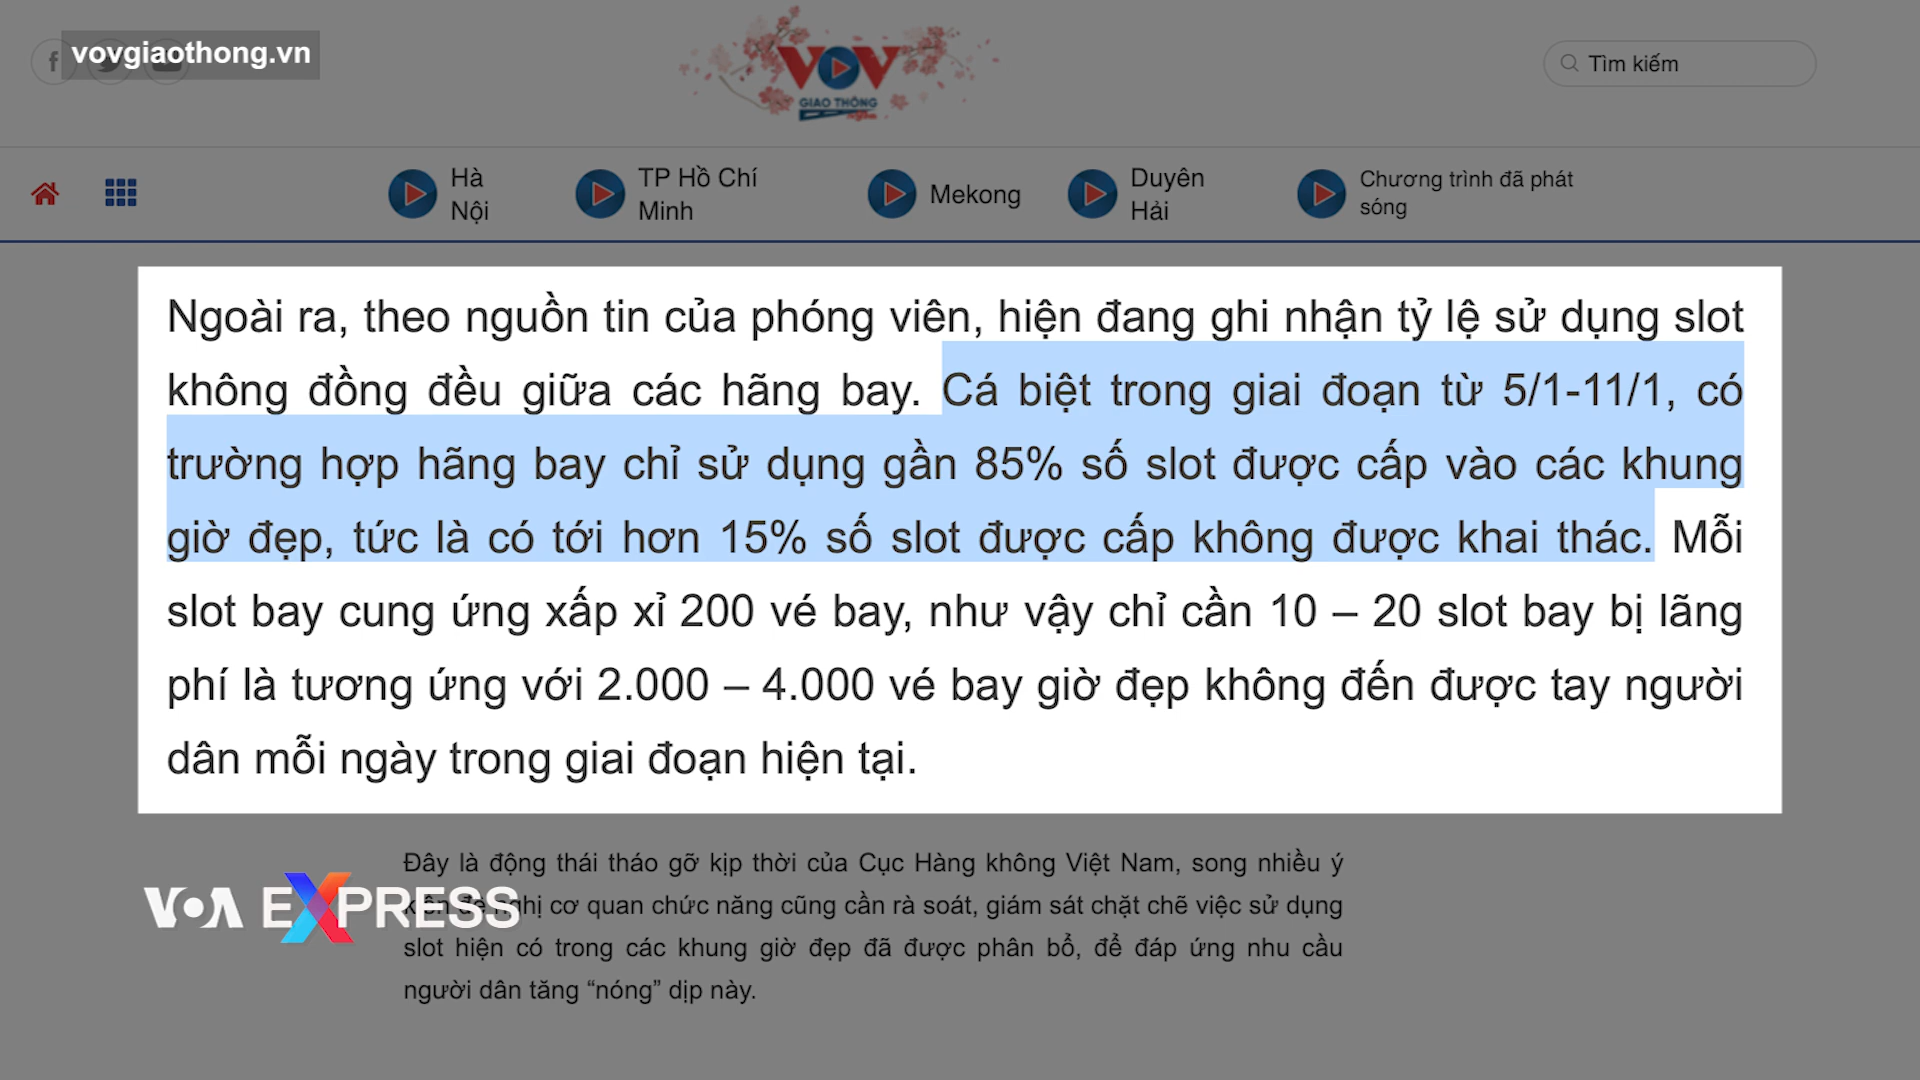 vovgiaothong.vn
VOV
GIAO THÔNG
Tìm kiếm
Hà
Nội
TP Hồ Chí
Minh
Mekong
Duyên
Hải
Chương trình đã phát
sóng
Ngoài ra, theo nguồn tin của phóng viên, hiện đang ghi nhận tỷ lệ sử dụng slot
không đồng đều giữa các hãng bay. Cá biệt trong giai đoạn từ 5/1-11/1, có
trường hợp hãng bay chỉ sử dụng gần 85% số slot được cấp vào các khung
giờ đẹp, tức là có tới hơn 15% số slot được cấp không được khai thác. Mỗi
slot bay cung ứng xấp xỉ 200 vé bay, như vậy chỉ cần 10 – 20 slot bay bị lãng
phí là tương ứng với 2.000 – 4.000 vé bay giờ đẹp không đến được tay người
dân mỗi ngày trong giai đoạn hiện tại.
Đây là động thái tháo gỡ kịp thời của Cục Hàng không Việt Nam, song nhiều ý
cơ quan chức năng cũng cần rà soát, giám sát chặt chẽ việc sử dụng
slot hiện có trong các khung giờ đẹp đã được phân bổ, để đáp ứng nhu cầu
người dân tăng “nóng” dịp này.
VOA EXPRESS